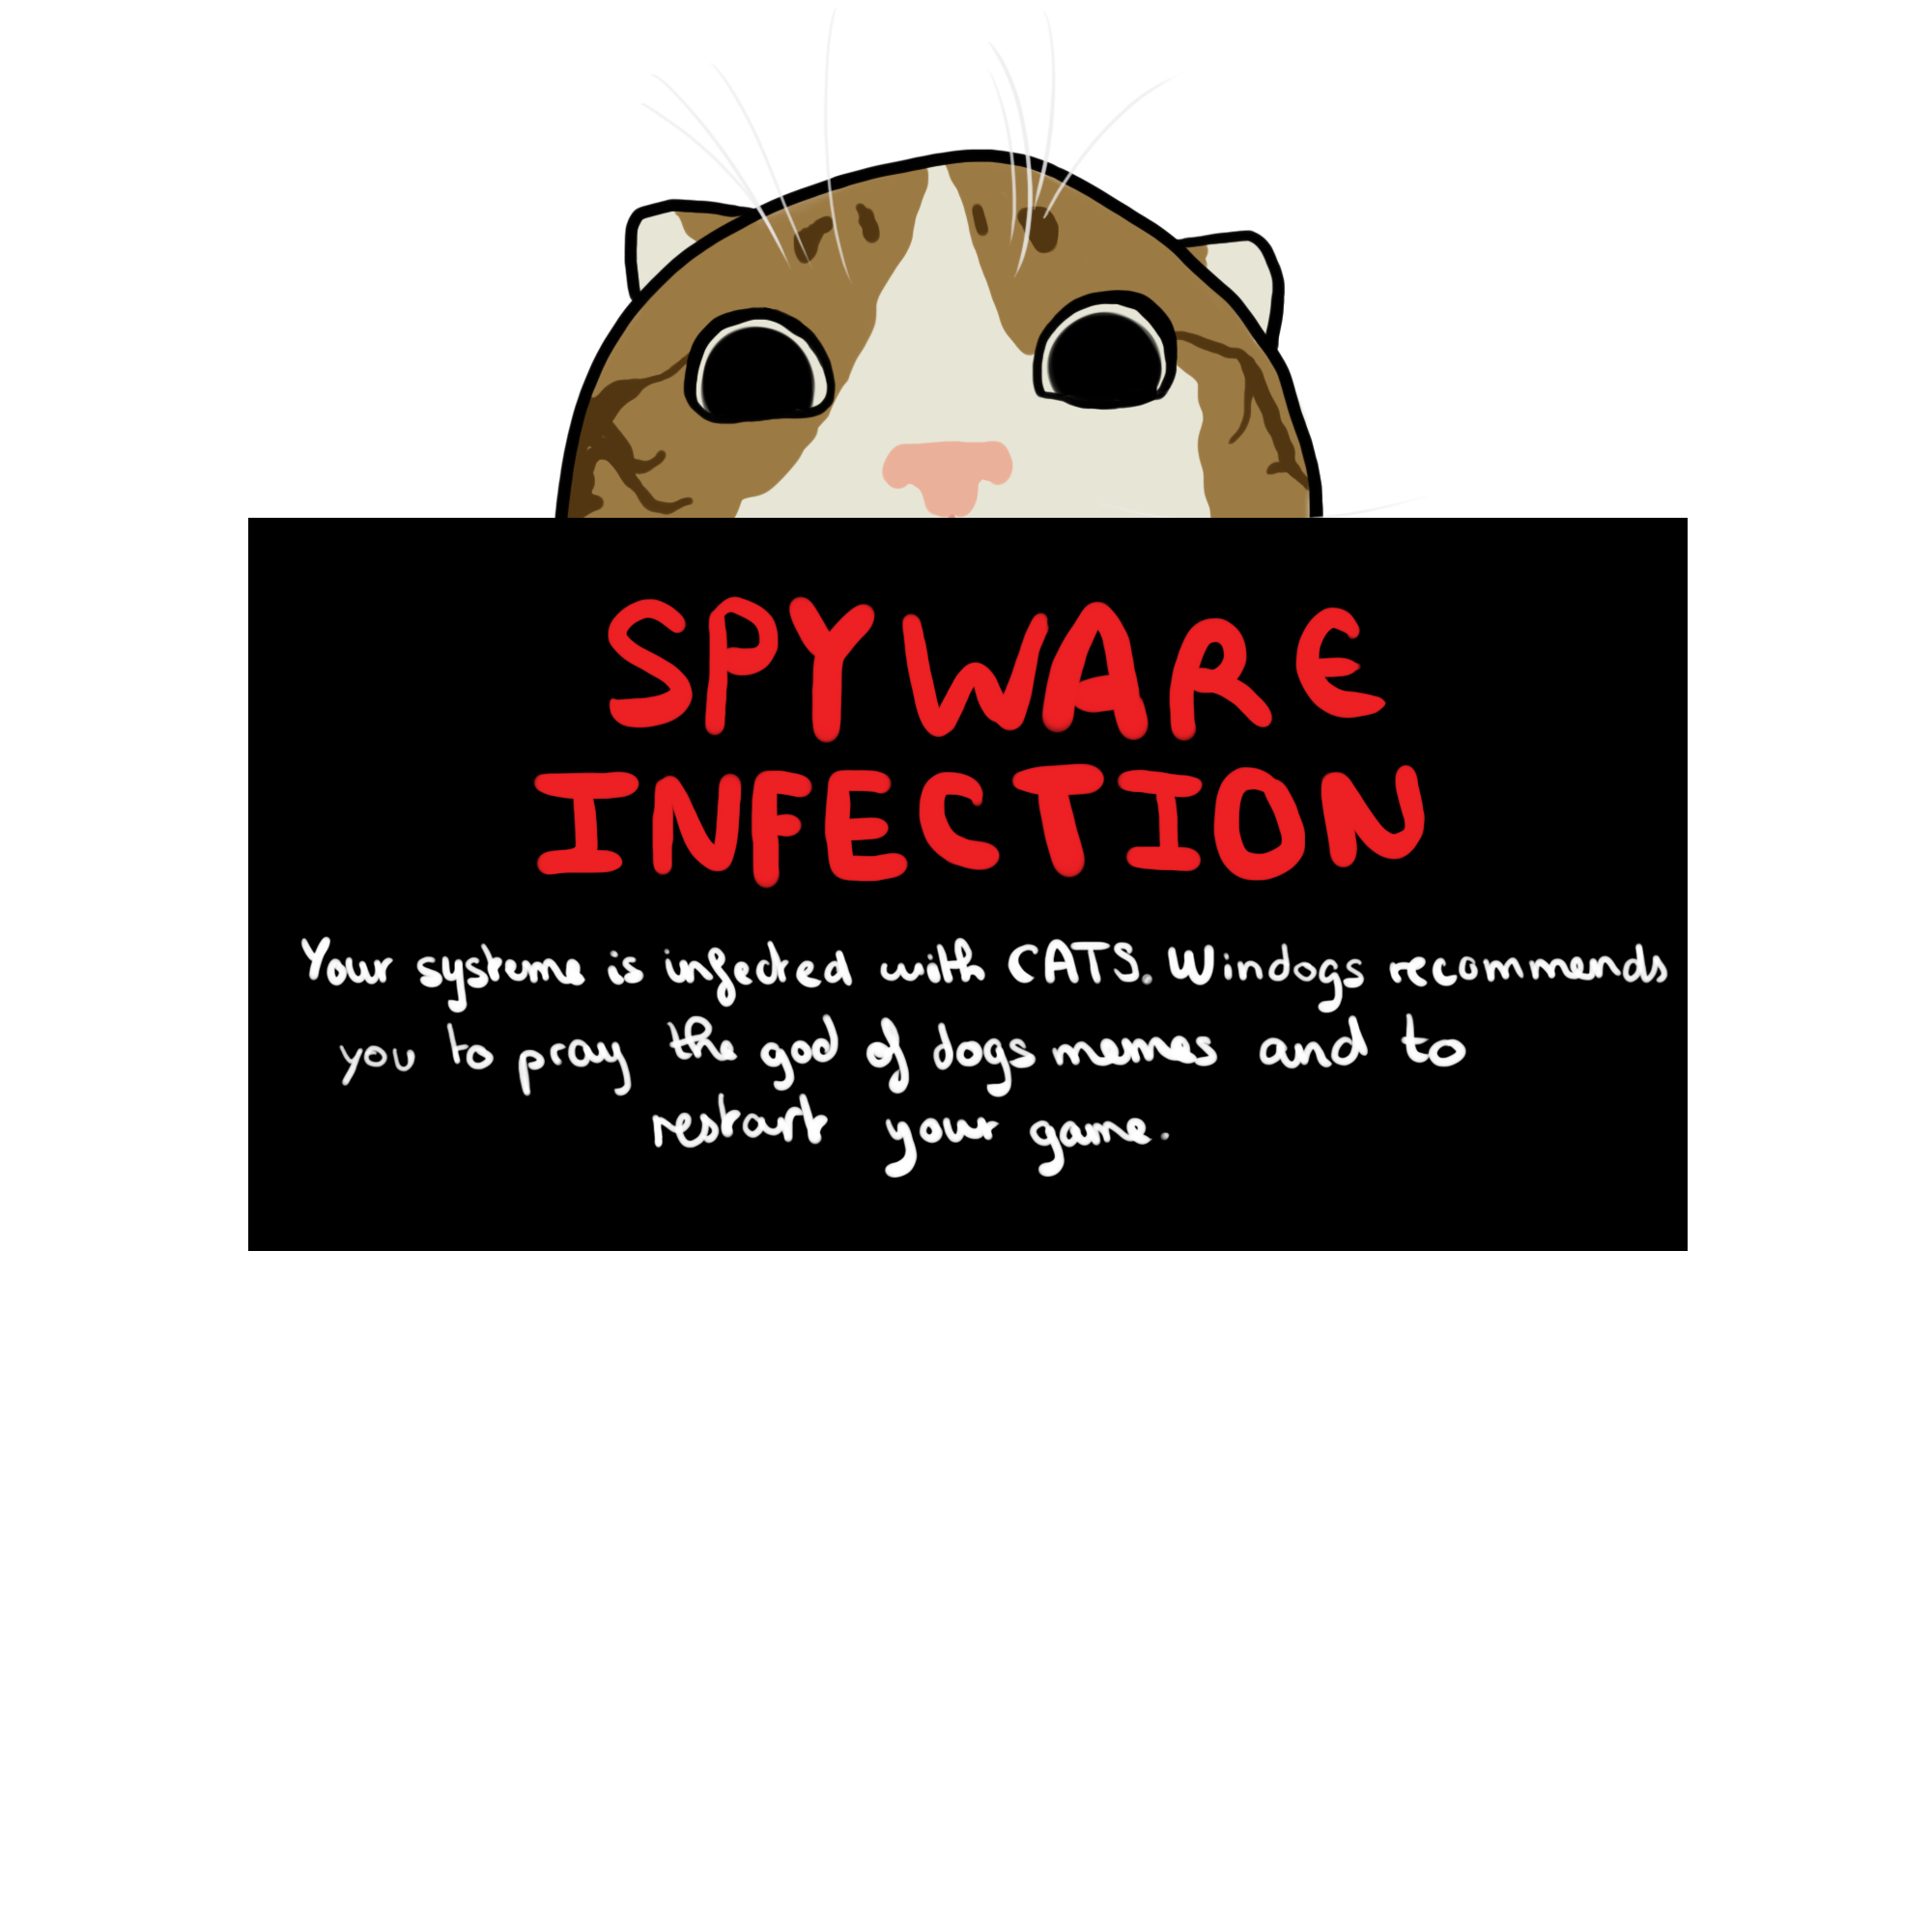 SPYWARE
INFECTION
Your systeme is infected with CATS. Windogs recommends
you to pray the god of dogs memes and to
restart your game.